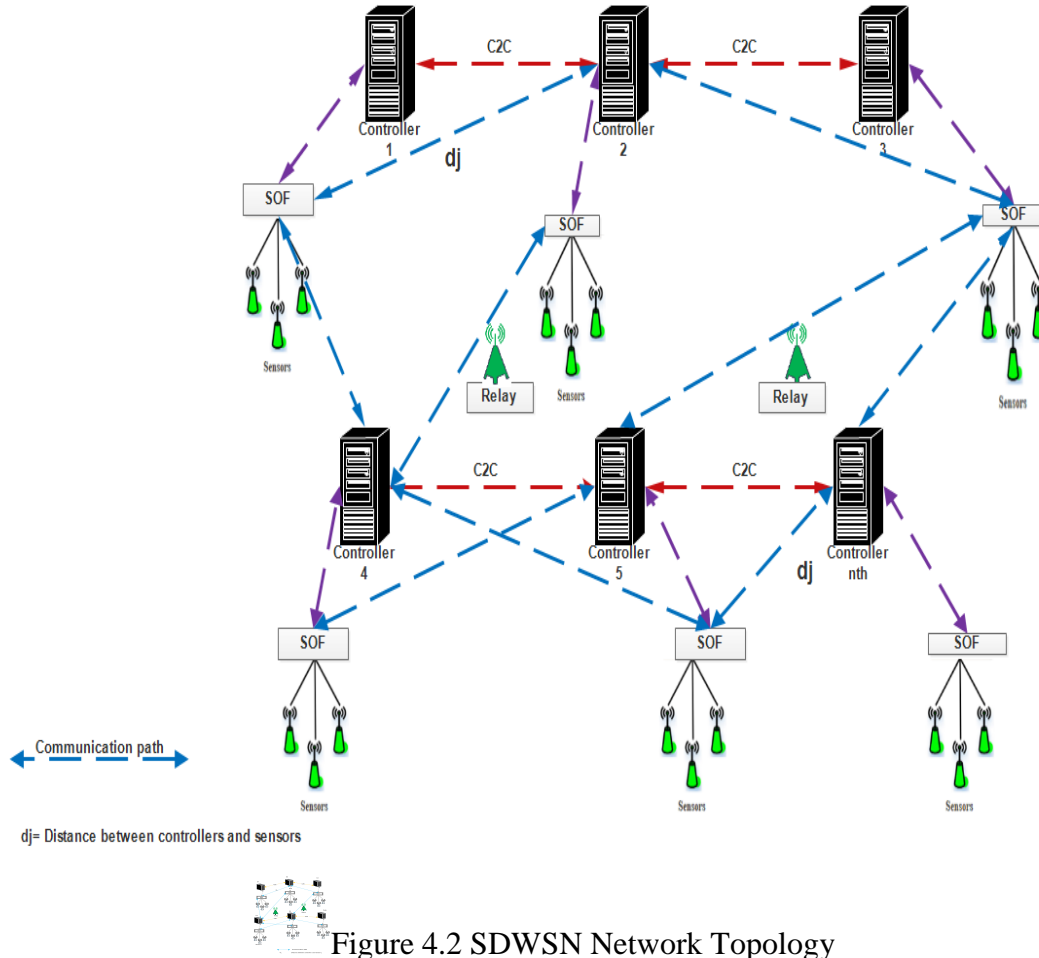 C2C
C2C
Controller
1
Controller
2
Controller
3
dj
SOF
SOF
SOF
Sensors
Relay
Sensors
Relay
Sensors
C2C
C2C
Controller
4
Controller
5
Controller
nth
dj
SOF
SOF
SOF
Communication path
Sensors
Sensors
Sensors
dj= Distance between controllers and sensors
Figure 4.2 SDWSN Network Topology